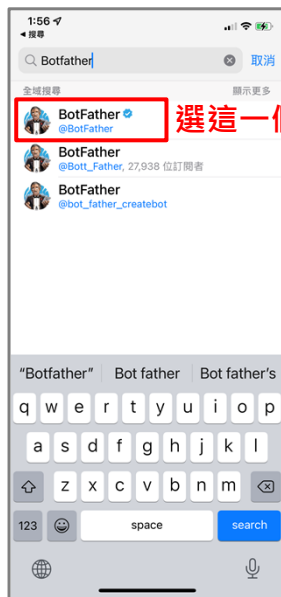 1:56
搜尋
Botfather
取消
全域搜尋
顯示更多
BotFather
@BotFather
選這一個
BotFather
@Bott_Father, 27,938 位訂閱者
BotFather
@bot_father_createbot
“Botfather”
Bot father
Bot father's
q w e r t y u i o p
a s d f g h j k l
z x c v b n m
123
space
search